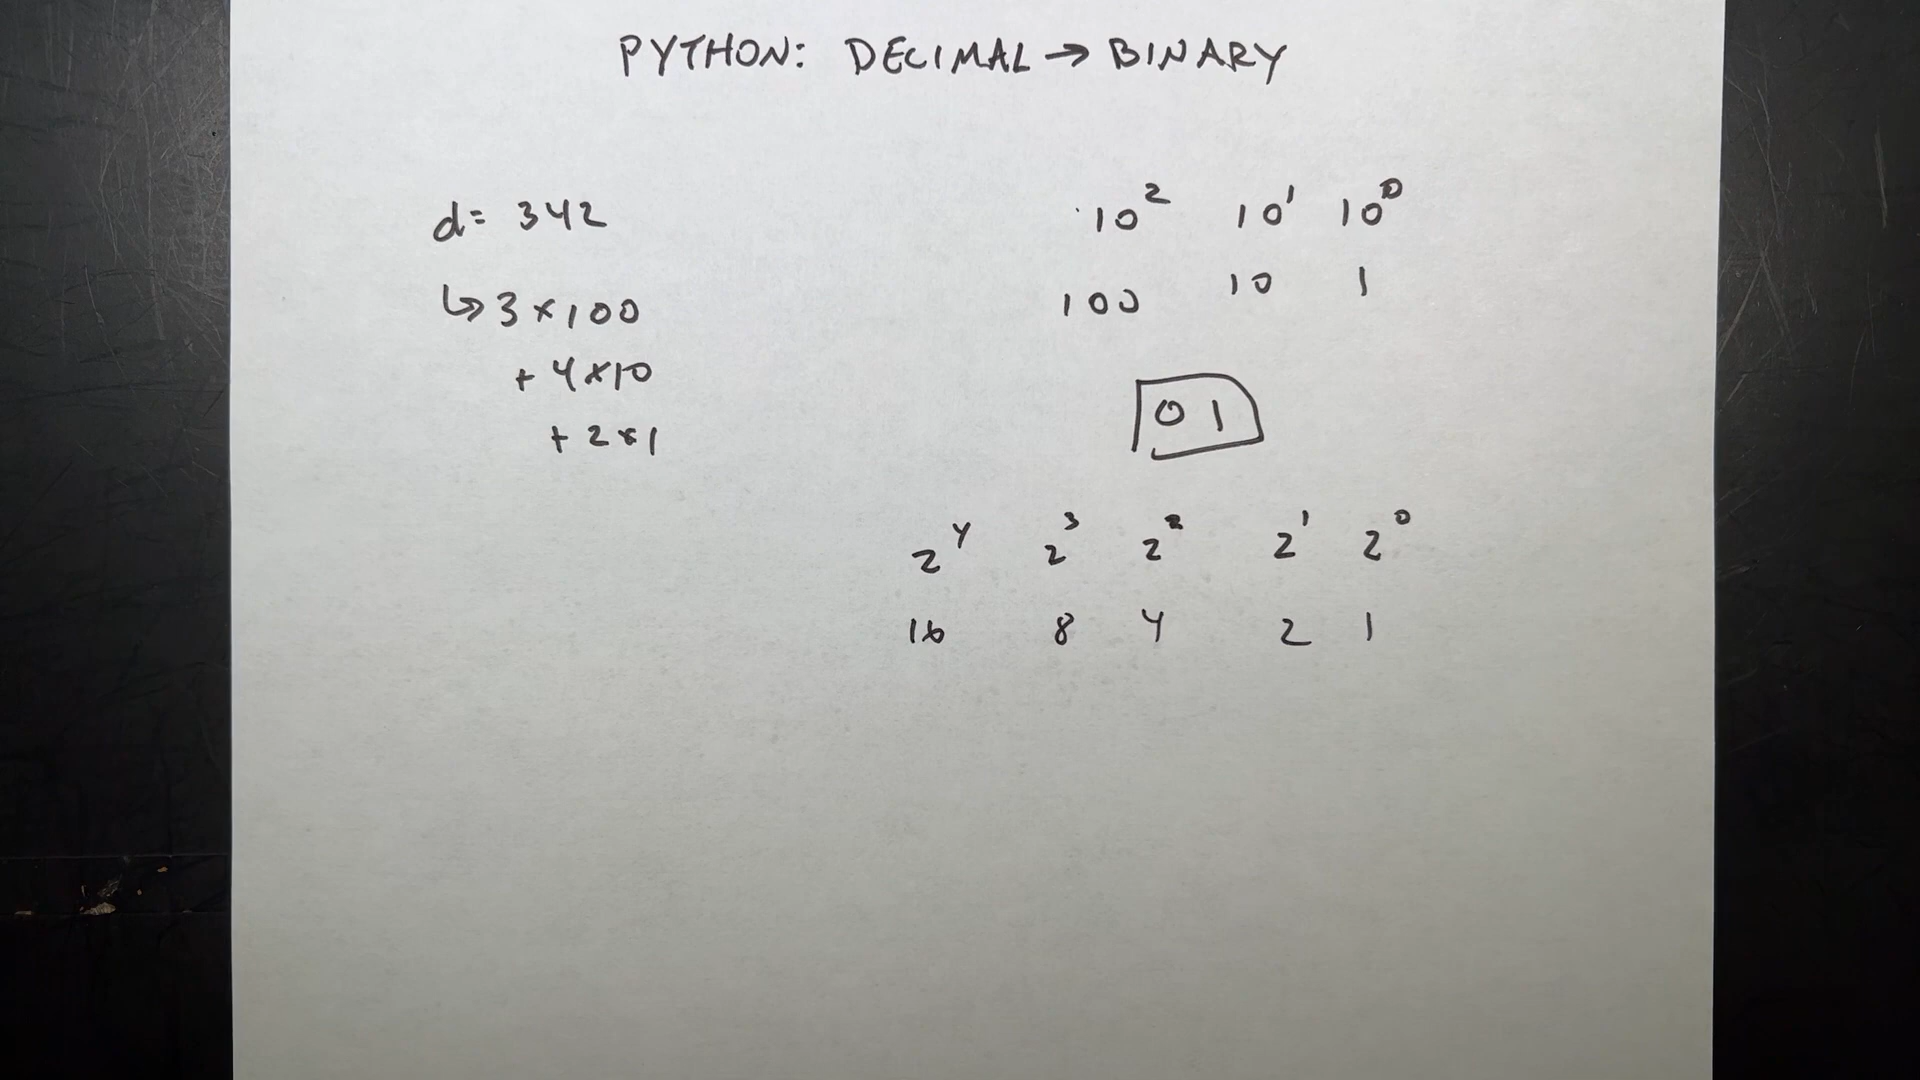 PYTHON: DECIMAL → BINARY
d= 342
↳ 3 × 100
+ 4 × 10
+ 2 × 1
10² 10¹ 10⁰
100 10 1
0 1
2⁴ 2³ 2² 2¹ 2⁰
16 8 4 2 1